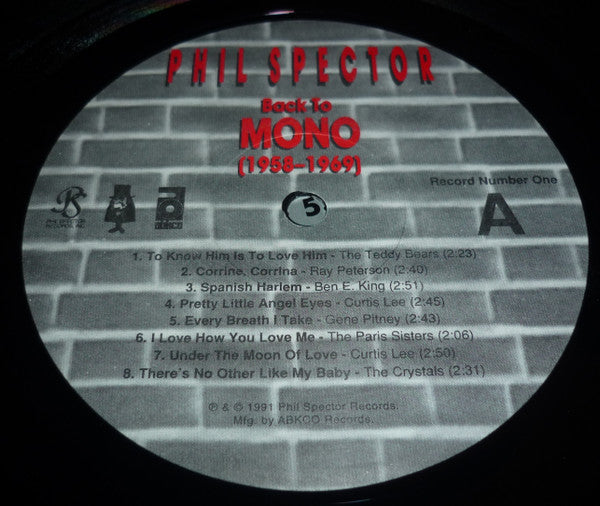 PHIL SPECTOR
Back To
MONO
(1958-1969)
Record Number One
A
5
1. To Know Him Is To Love Him - The Teddy Bears (2:23)
2. Corrine, Corrina - Ray Peterson (2:40)
3. Spanish Harlem - Ben E. King (2:51)
4. Pretty Little Angel Eyes - Curtis Lee (2:45)
5. Every Breath I Take - Gene Pitney (2:43)
6. I Love How You Love Me - The Paris Sisters (2:06)
7. Under The Moon Of Love - Curtis Lee (2:50)
8. There's No Other Like My Baby - The Crystals (2:31)
℗ & © 1991 Phil Spector Records.
Mfg. by ABKCO Records.